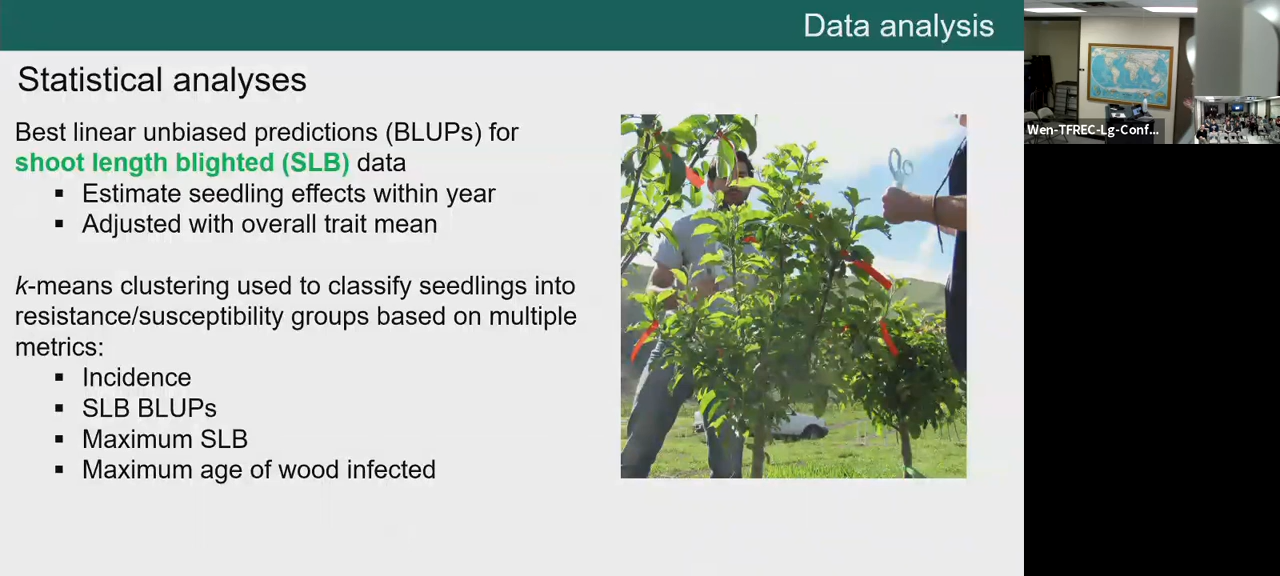 Data analysis
Statistical analyses
Best linear unbiased predictions (BLUPs) for
shoot length blighted (SLB) data
▪ Estimate seedling effects within year
▪ Adjusted with overall trait mean
k-means clustering used to classify seedlings into
resistance/susceptibility groups based on multiple
metrics:
▪ Incidence
▪ SLB BLUPs
▪ Maximum SLB
▪ Maximum age of wood infected
Wen-TFREC-Lg-Conf...